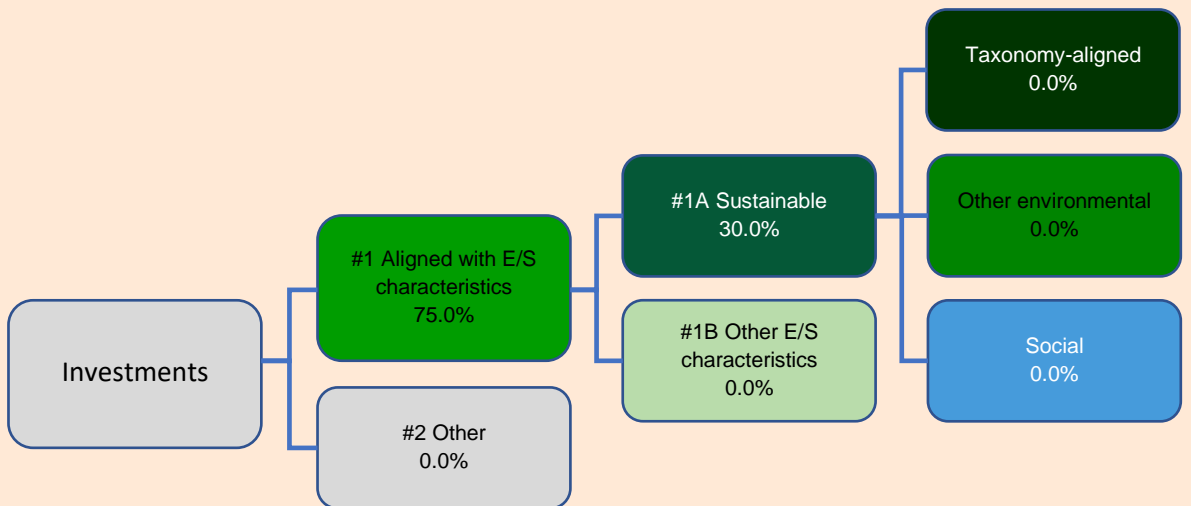 Investments
#1 Aligned with E/S
characteristics
75.0%
#2 Other
0.0%
#1A Sustainable
30.0%
#1B Other E/S
characteristics
0.0%
Taxonomy-aligned
0.0%
Other environmental
0.0%
Social
0.0%